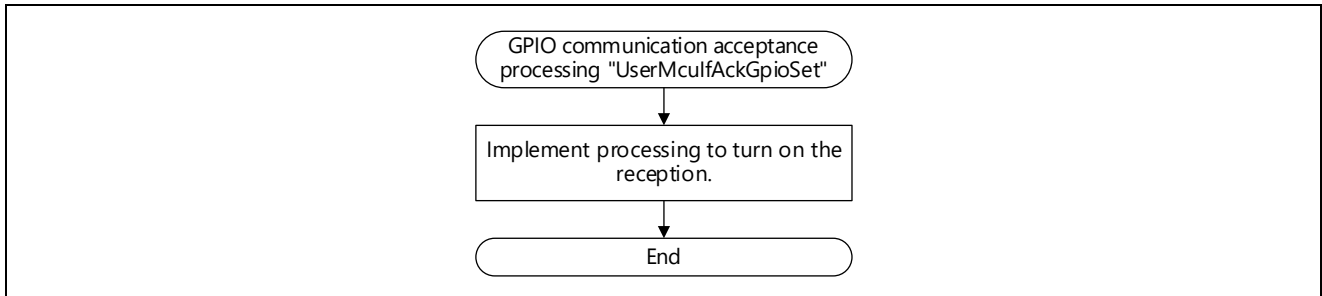 GPIO communication acceptance
processing "UserMcuIfAckGpioSet"
Implement processing to turn on the
reception.
End